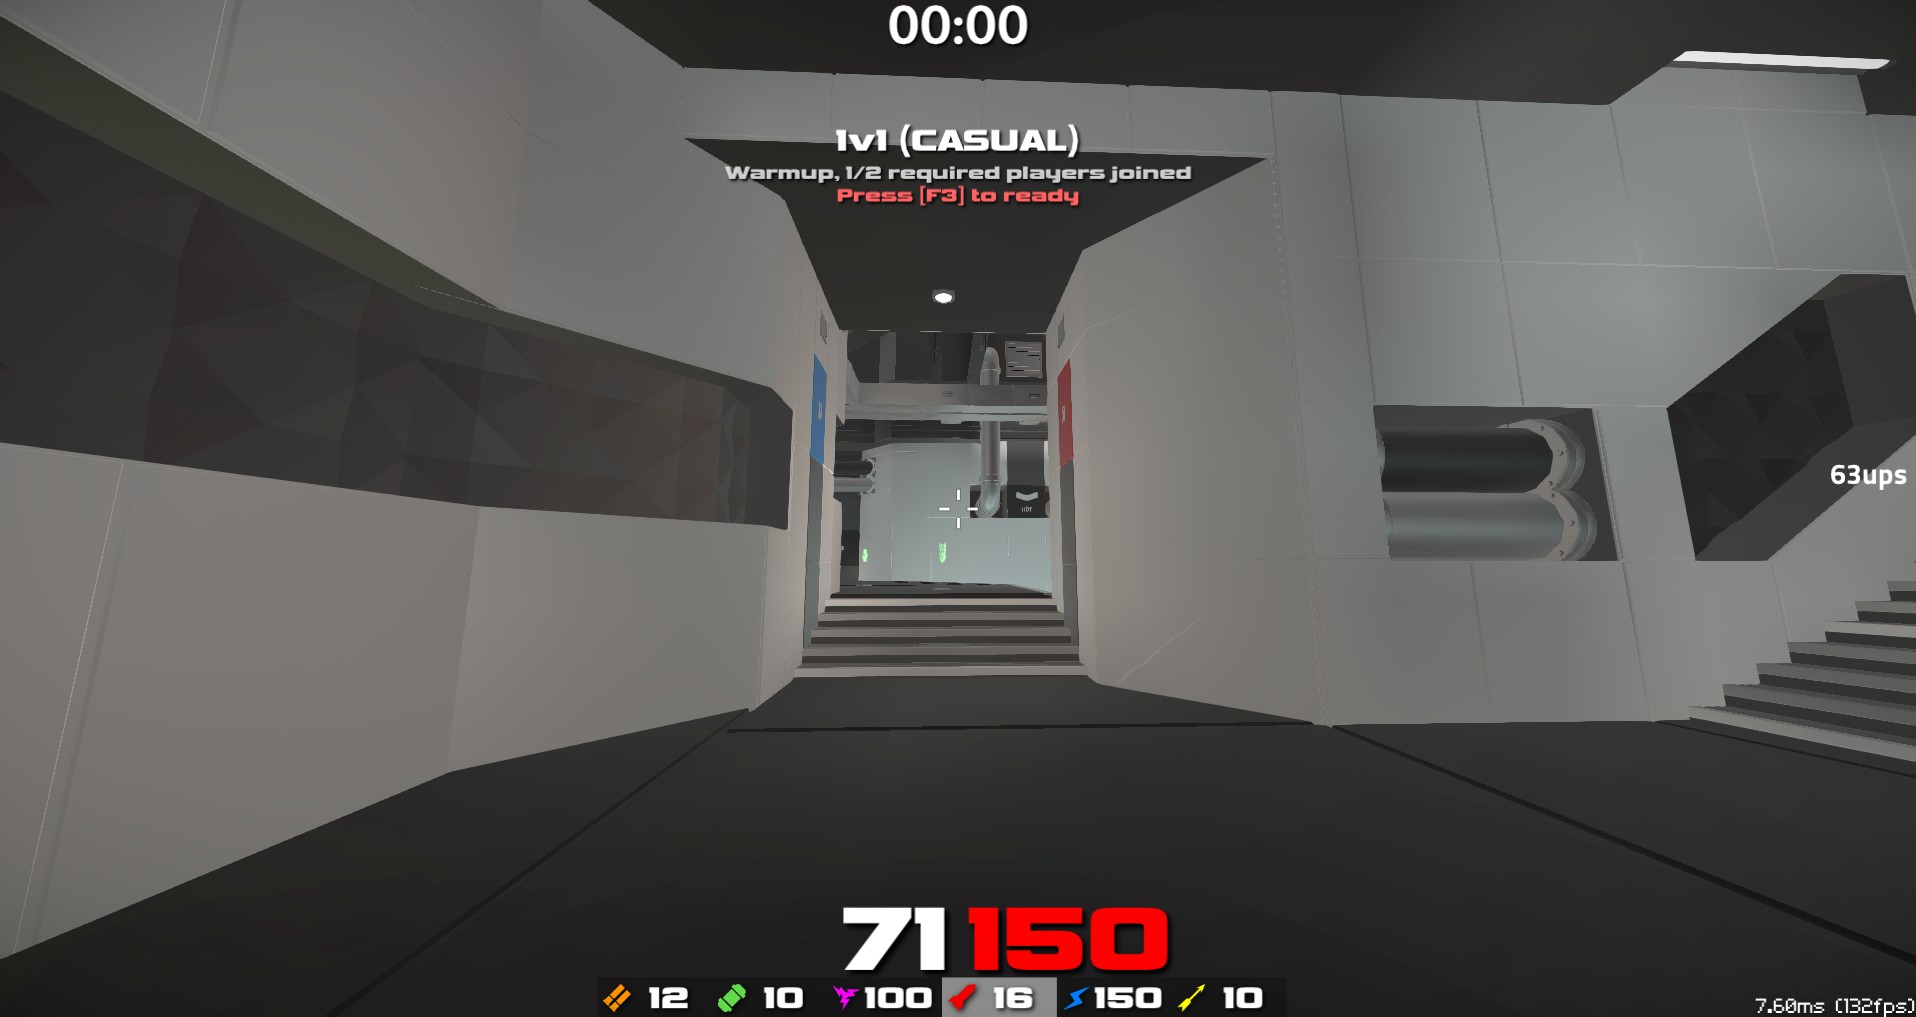 00:00
1v1 (CASUAL)
Warmup, 1/2 required players joined
Press [F3] to ready
63ups
71 150
12 10 100 16 150 10
7.60ms (132fps)